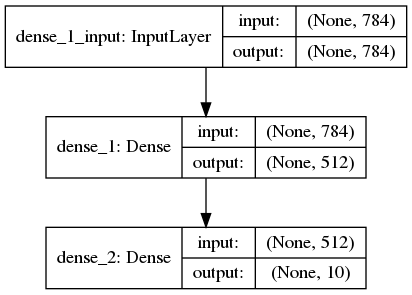 dense_1_input: InputLayer
input: (None, 784)
output: (None, 784)
dense_1: Dense
input: (None, 784)
output: (None, 512)
dense_2: Dense
input: (None, 512)
output: (None, 10)